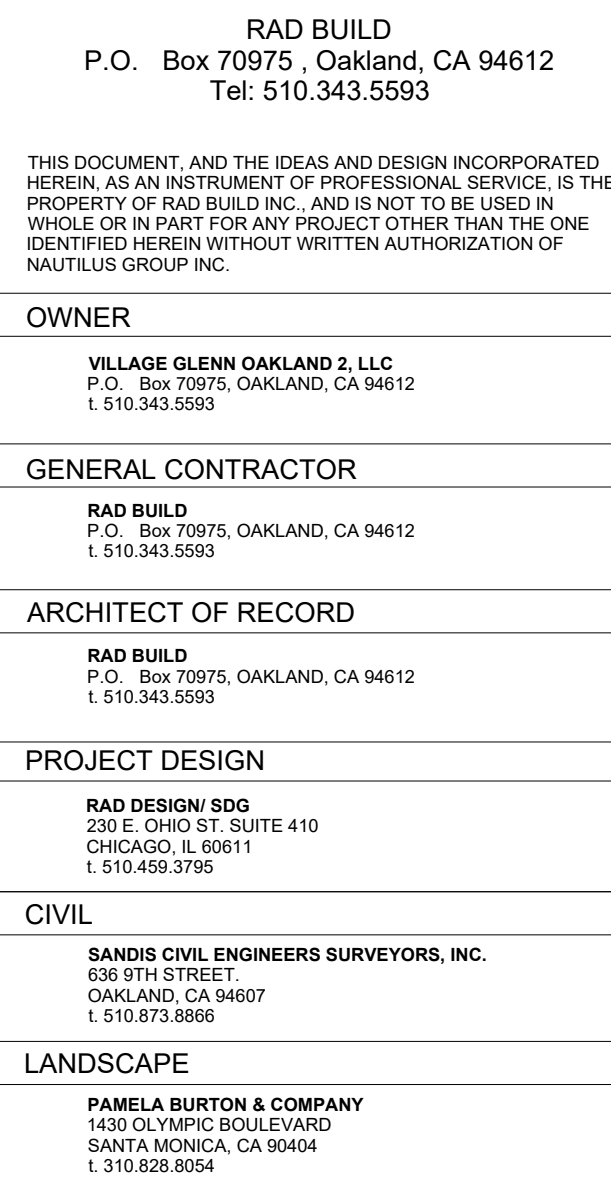 RAD BUILD
P.O. Box 70975 , Oakland, CA 94612
Tel: 510.343.5593
THIS DOCUMENT, AND THE IDEAS AND DESIGN INCORPORATED
HEREIN, AS AN INSTRUMENT OF PROFESSIONAL SERVICE, IS THE
PROPERTY OF RAD BUILD INC., AND IS NOT TO BE USED IN
WHOLE OR IN PART FOR ANY PROJECT OTHER THAN THE ONE
IDENTIFIED HEREIN WITHOUT WRITTEN AUTHORIZATION OF
NAUTILUS GROUP INC.
OWNER
VILLAGE GLENN OAKLAND 2, LLC
P.O. Box 70975, OAKLAND, CA 94612
t. 510.343.5593
GENERAL CONTRACTOR
RAD BUILD
P.O. Box 70975, OAKLAND, CA 94612
t. 510.343.5593
ARCHITECT OF RECORD
RAD BUILD
P.O. Box 70975, OAKLAND, CA 94612
t. 510.343.5593
PROJECT DESIGN
RAD DESIGN/ SDG
230 E. OHIO ST. SUITE 410
CHICAGO, IL 60611
t. 510.459.3795
CIVIL
SANDIS CIVIL ENGINEERS SURVEYORS, INC.
636 9TH STREET.
OAKLAND, CA 94607
t. 510.873.8866
LANDSCAPE
PAMELA BURTON & COMPANY
1430 OLYMPIC BOULEVARD
SANTA MONICA, CA 90404
t. 310.828.8054